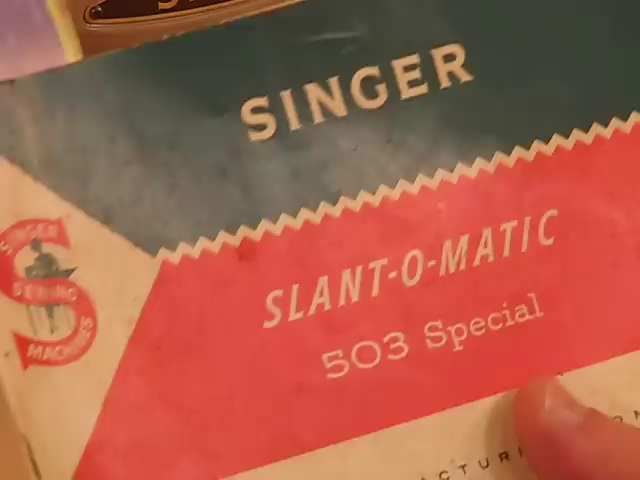 SINGER
SLANT-O-MATIC
503 Special
SINGER
SEWING
MACHINES